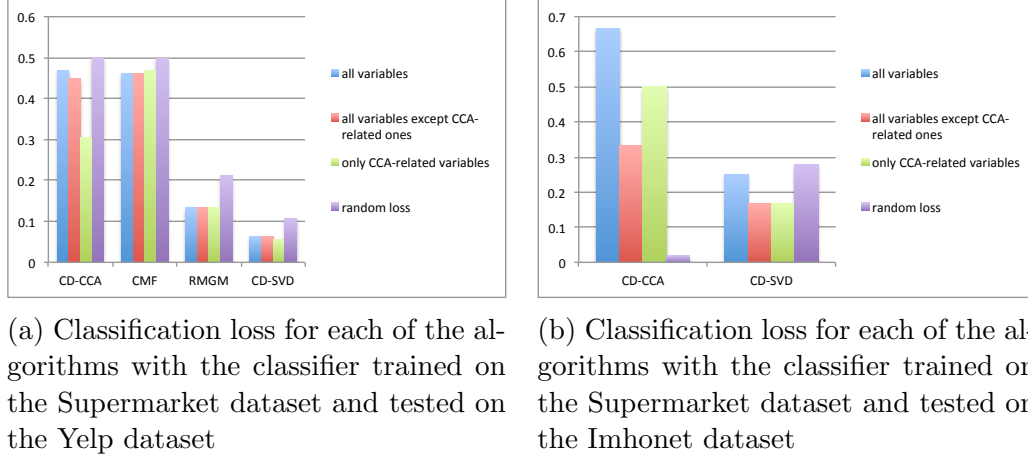 0.6
0.5
0.4
0.3
0.2
0.1
0
CD-CCA CMF RMGM CD-SVD
all variables
all variables except CCA-
related ones
only CCA-related variables
random loss
(a) Classification loss for each of the al-
gorithms with the classifier trained on
the Supermarket dataset and tested on
the Yelp dataset
0.7
0.6
0.5
0.4
0.3
0.2
0.1
0
CD-CCA CD-SVD
all variables
all variables except CCA-
related ones
only CCA-related variables
random loss
(b) Classification loss for each of the al-
gorithms with the classifier trained on
the Supermarket dataset and tested on
the Imhonet dataset